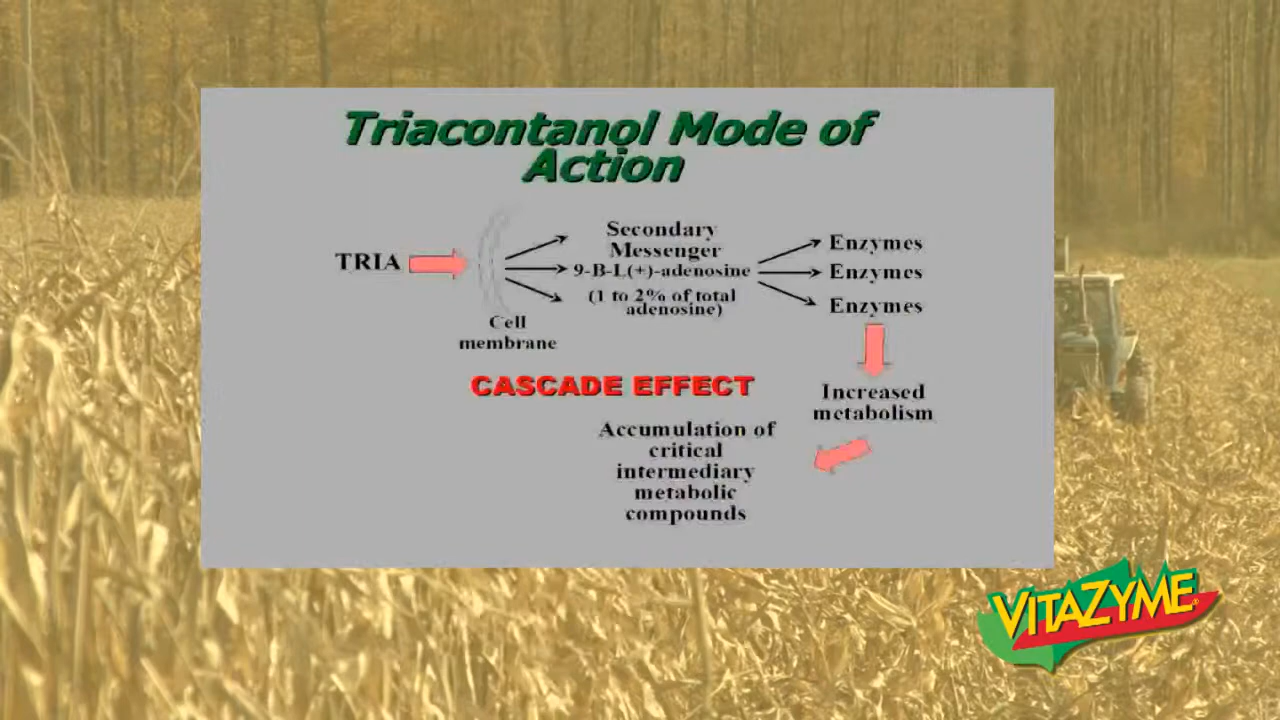 Triacontanol Mode of
Action
TRIA
Cell
membrane
Secondary
Messenger
9-B-L(+)-adenosine
(1 to 2% of total
adenosine)
Enzymes
Enzymes
Enzymes
CASCADE EFFECT
Increased
metabolism
Accumulation of
critical
intermediary
metabolic
compounds
VITAZYME®